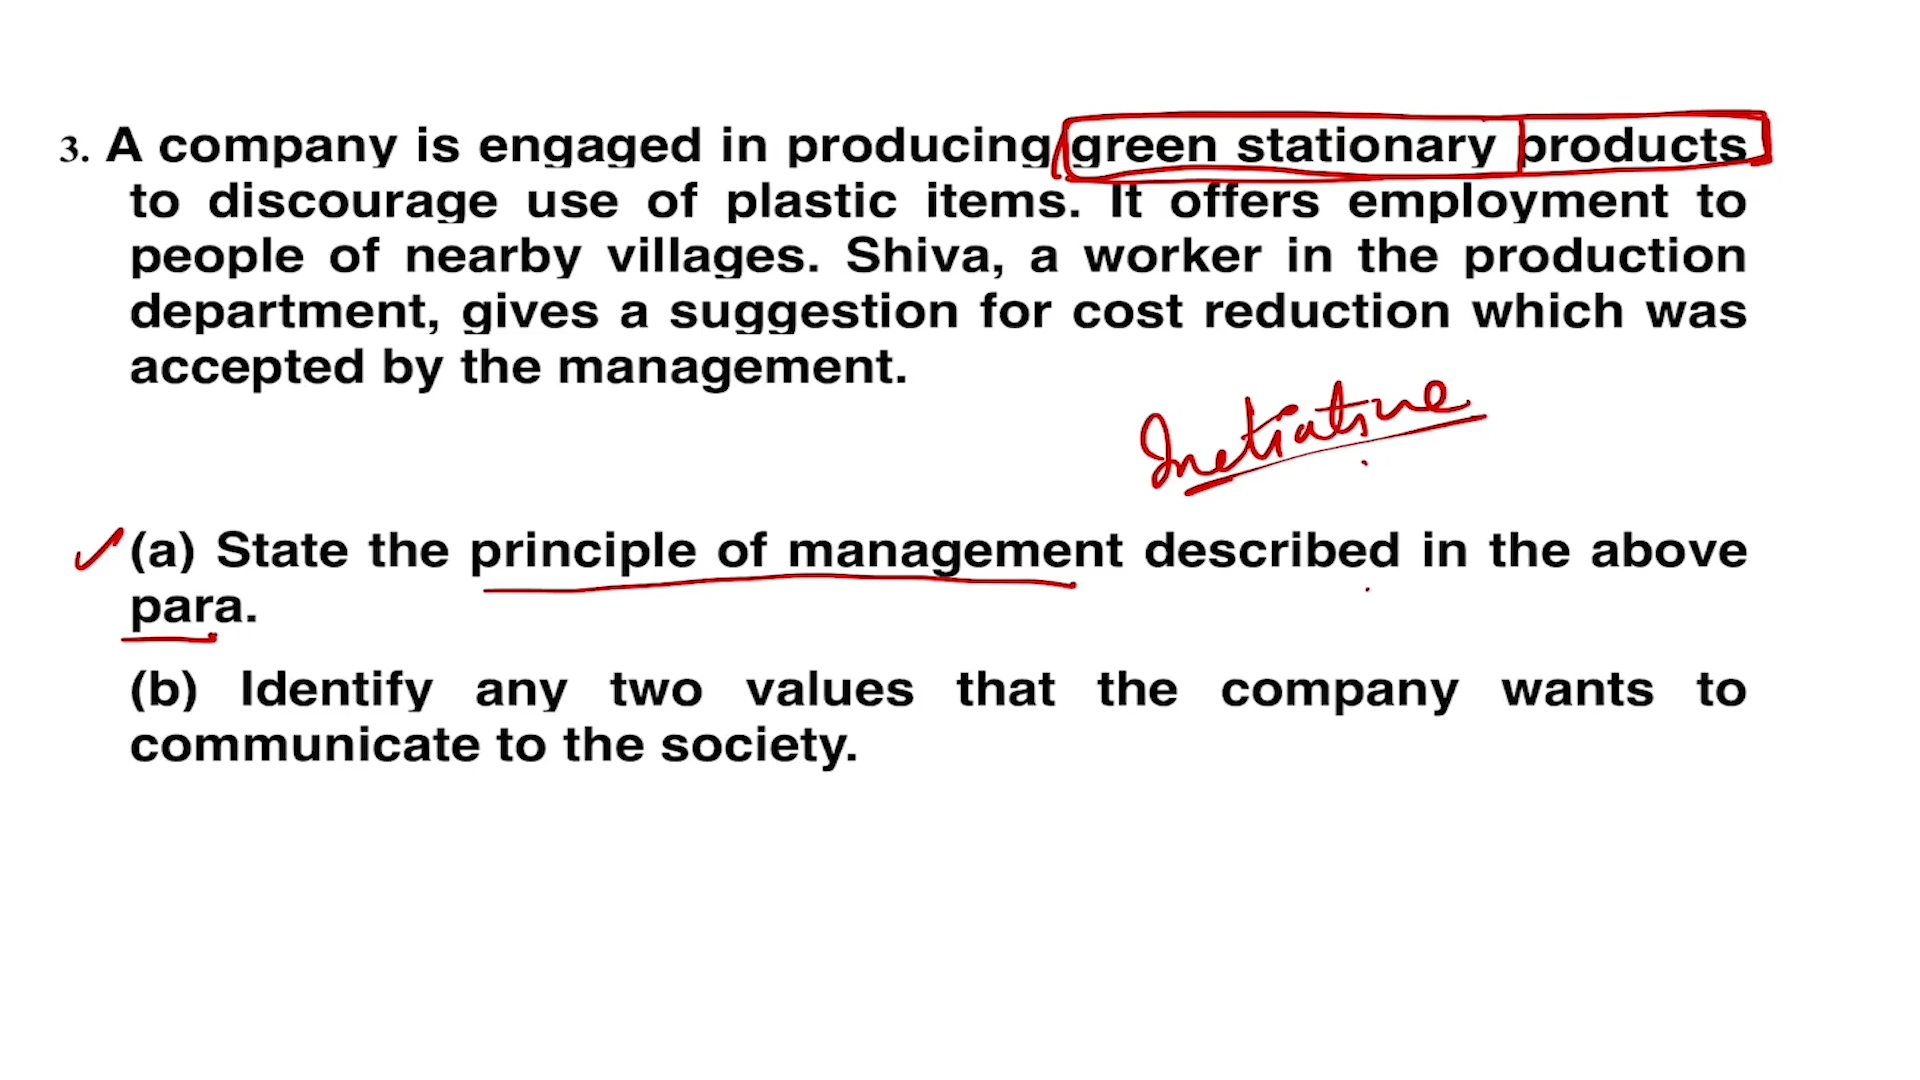 3. A company is engaged in producing green stationary products
to discourage use of plastic items. It offers employment to
people of nearby villages. Shiva, a worker in the production
department, gives a suggestion for cost reduction which was
accepted by the management.
Inetiative
(a) State the principle of management described in the above
para.
(b) Identify any two values that the company wants to
communicate to the society.